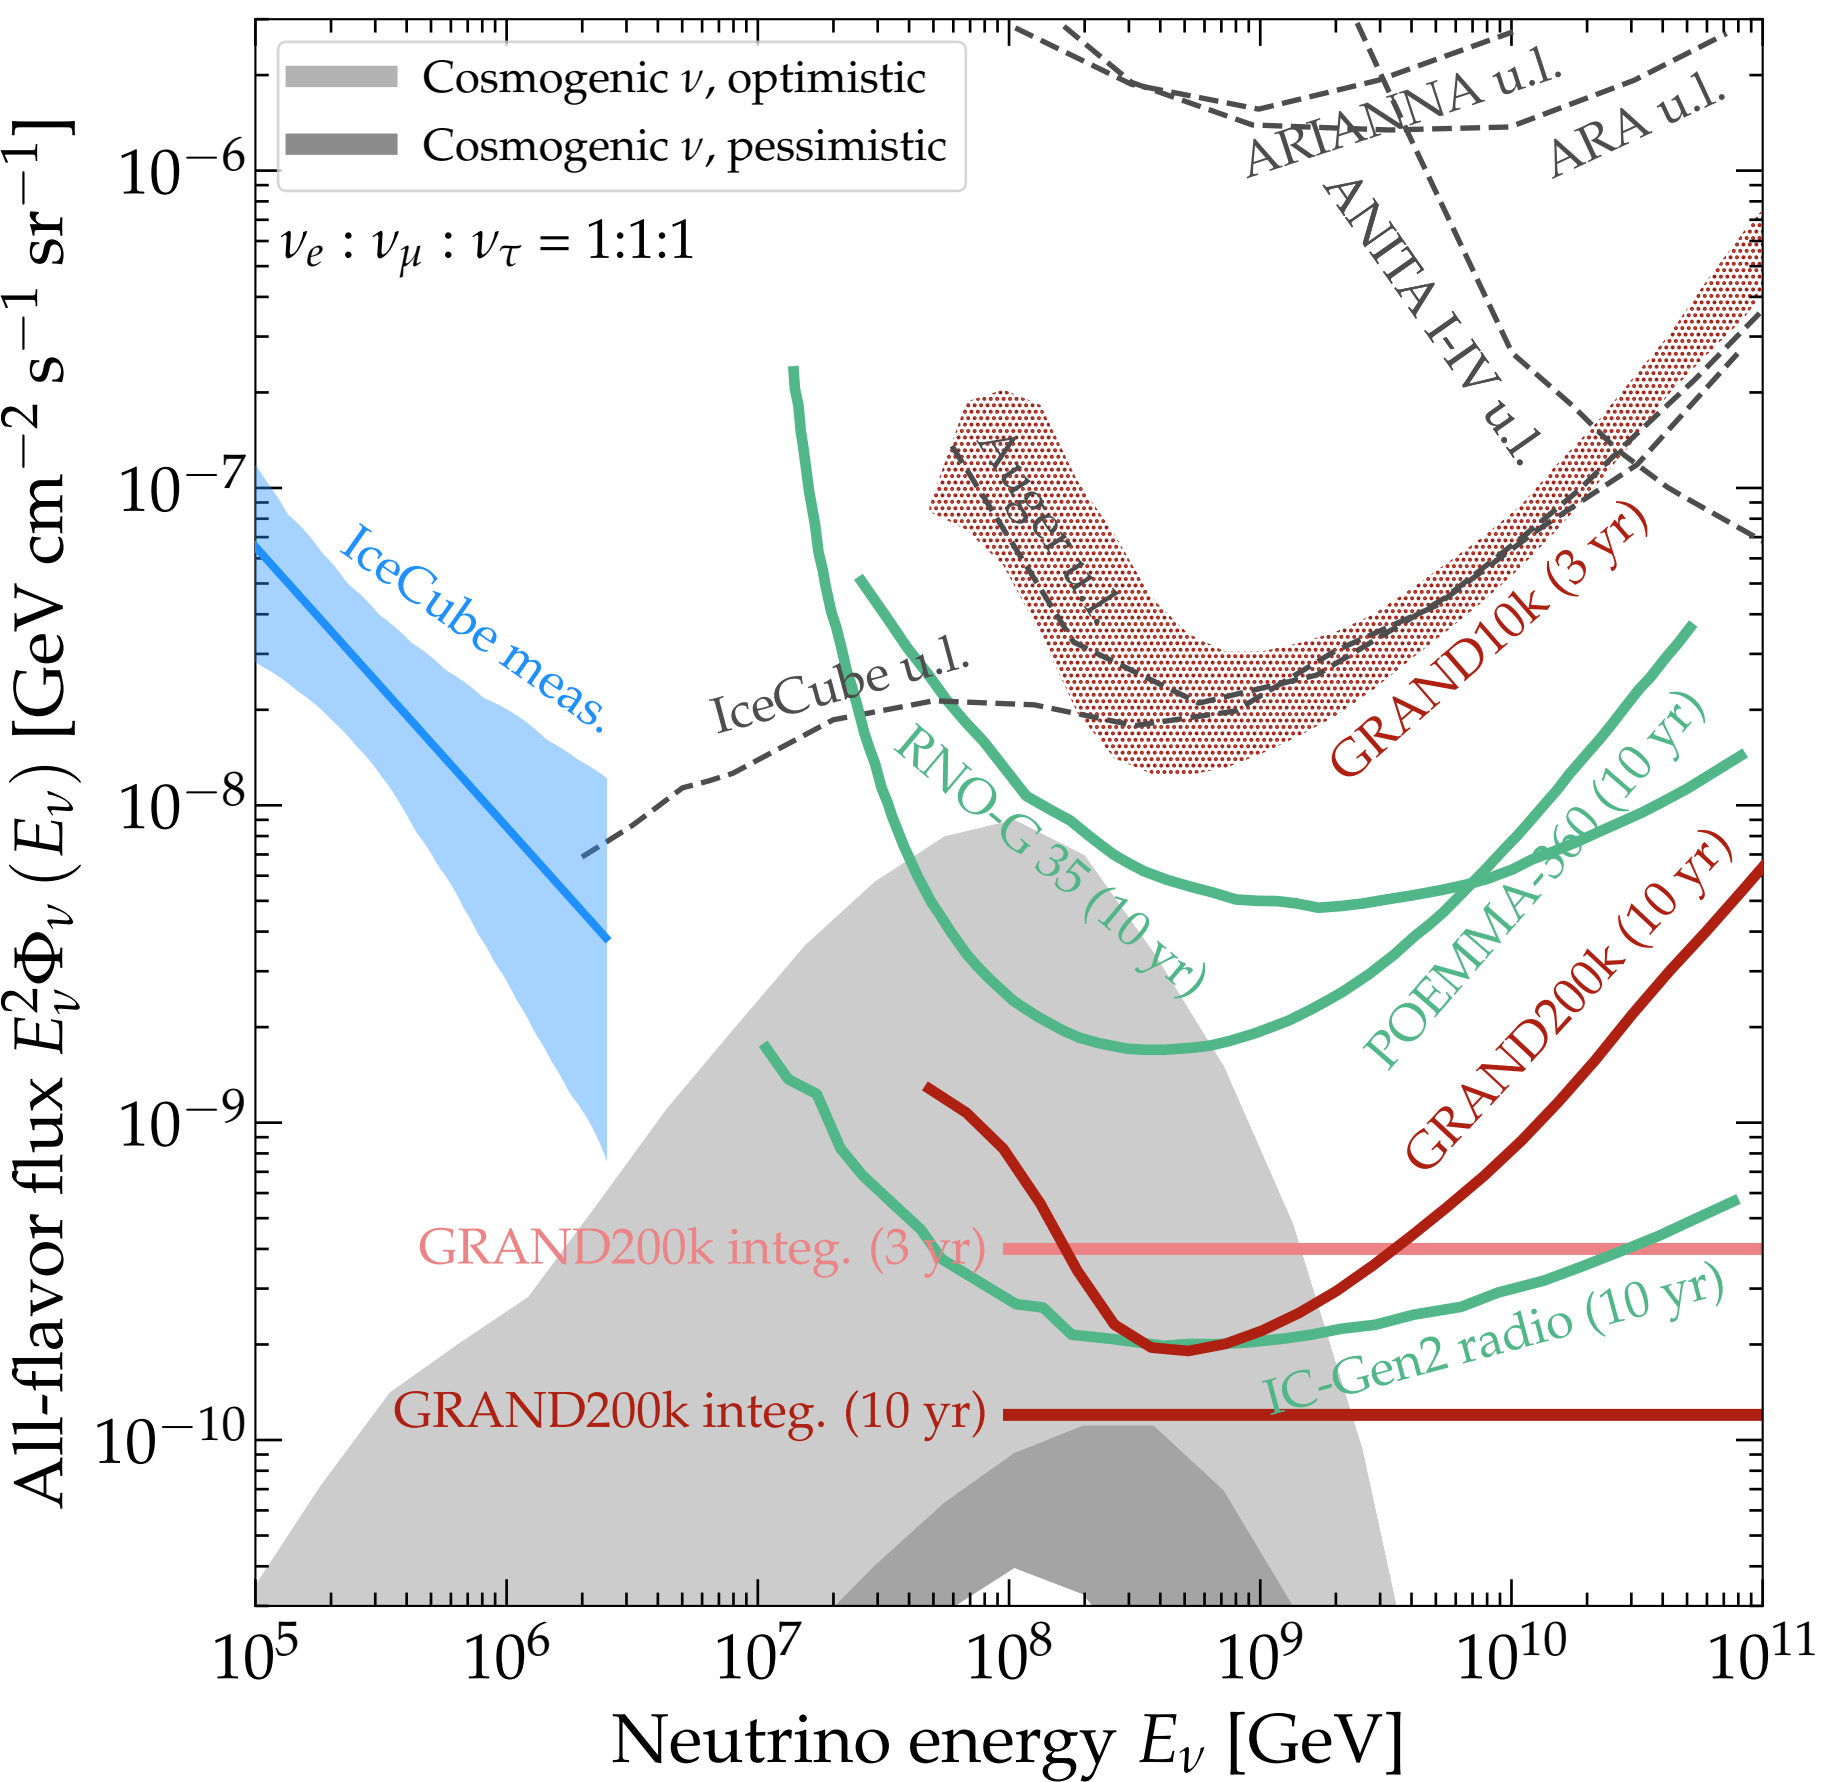 Cosmogenic ν, optimistic
Cosmogenic ν, pessimistic
ν_e : ν_μ : ν_τ = 1:1:1
ARIANNA u.l.
ARA u.l.
ANITA I-IV u.l.
Auger u.l.
IceCube meas.
IceCube u.l.
GRAND10k (3 yr)
RNO-G 35 (10 yr)
POEMMA-360 (10 yr)
GRAND200k (10 yr)
GRAND200k integ. (3 yr)
IC-Gen2 radio (10 yr)
GRAND200k integ. (10 yr)
All-flavor flux E_ν^2Φ_ν (E_ν) [GeV cm^−2 s^−1 sr^−1]
10^−6
10^−7
10^−8
10^−9
10^−10
10^5 10^6 10^7 10^8 10^9 10^10 10^11
Neutrino energy E_ν [GeV]